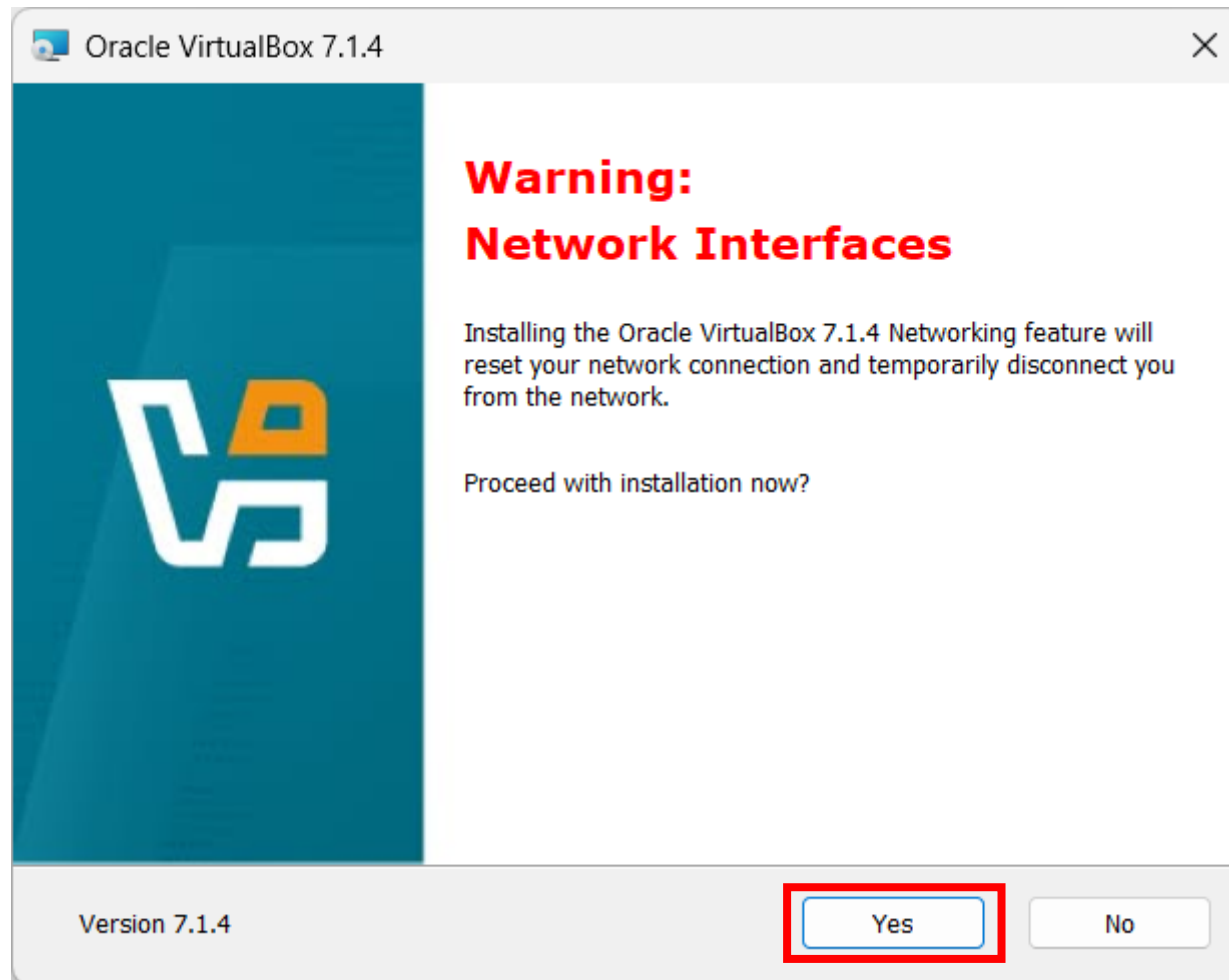 Oracle VirtualBox 7.1.4
Warning:
Network Interfaces
Installing the Oracle VirtualBox 7.1.4 Networking feature will
reset your network connection and temporarily disconnect you
from the network.
Proceed with installation now?
Version 7.1.4
Yes
No